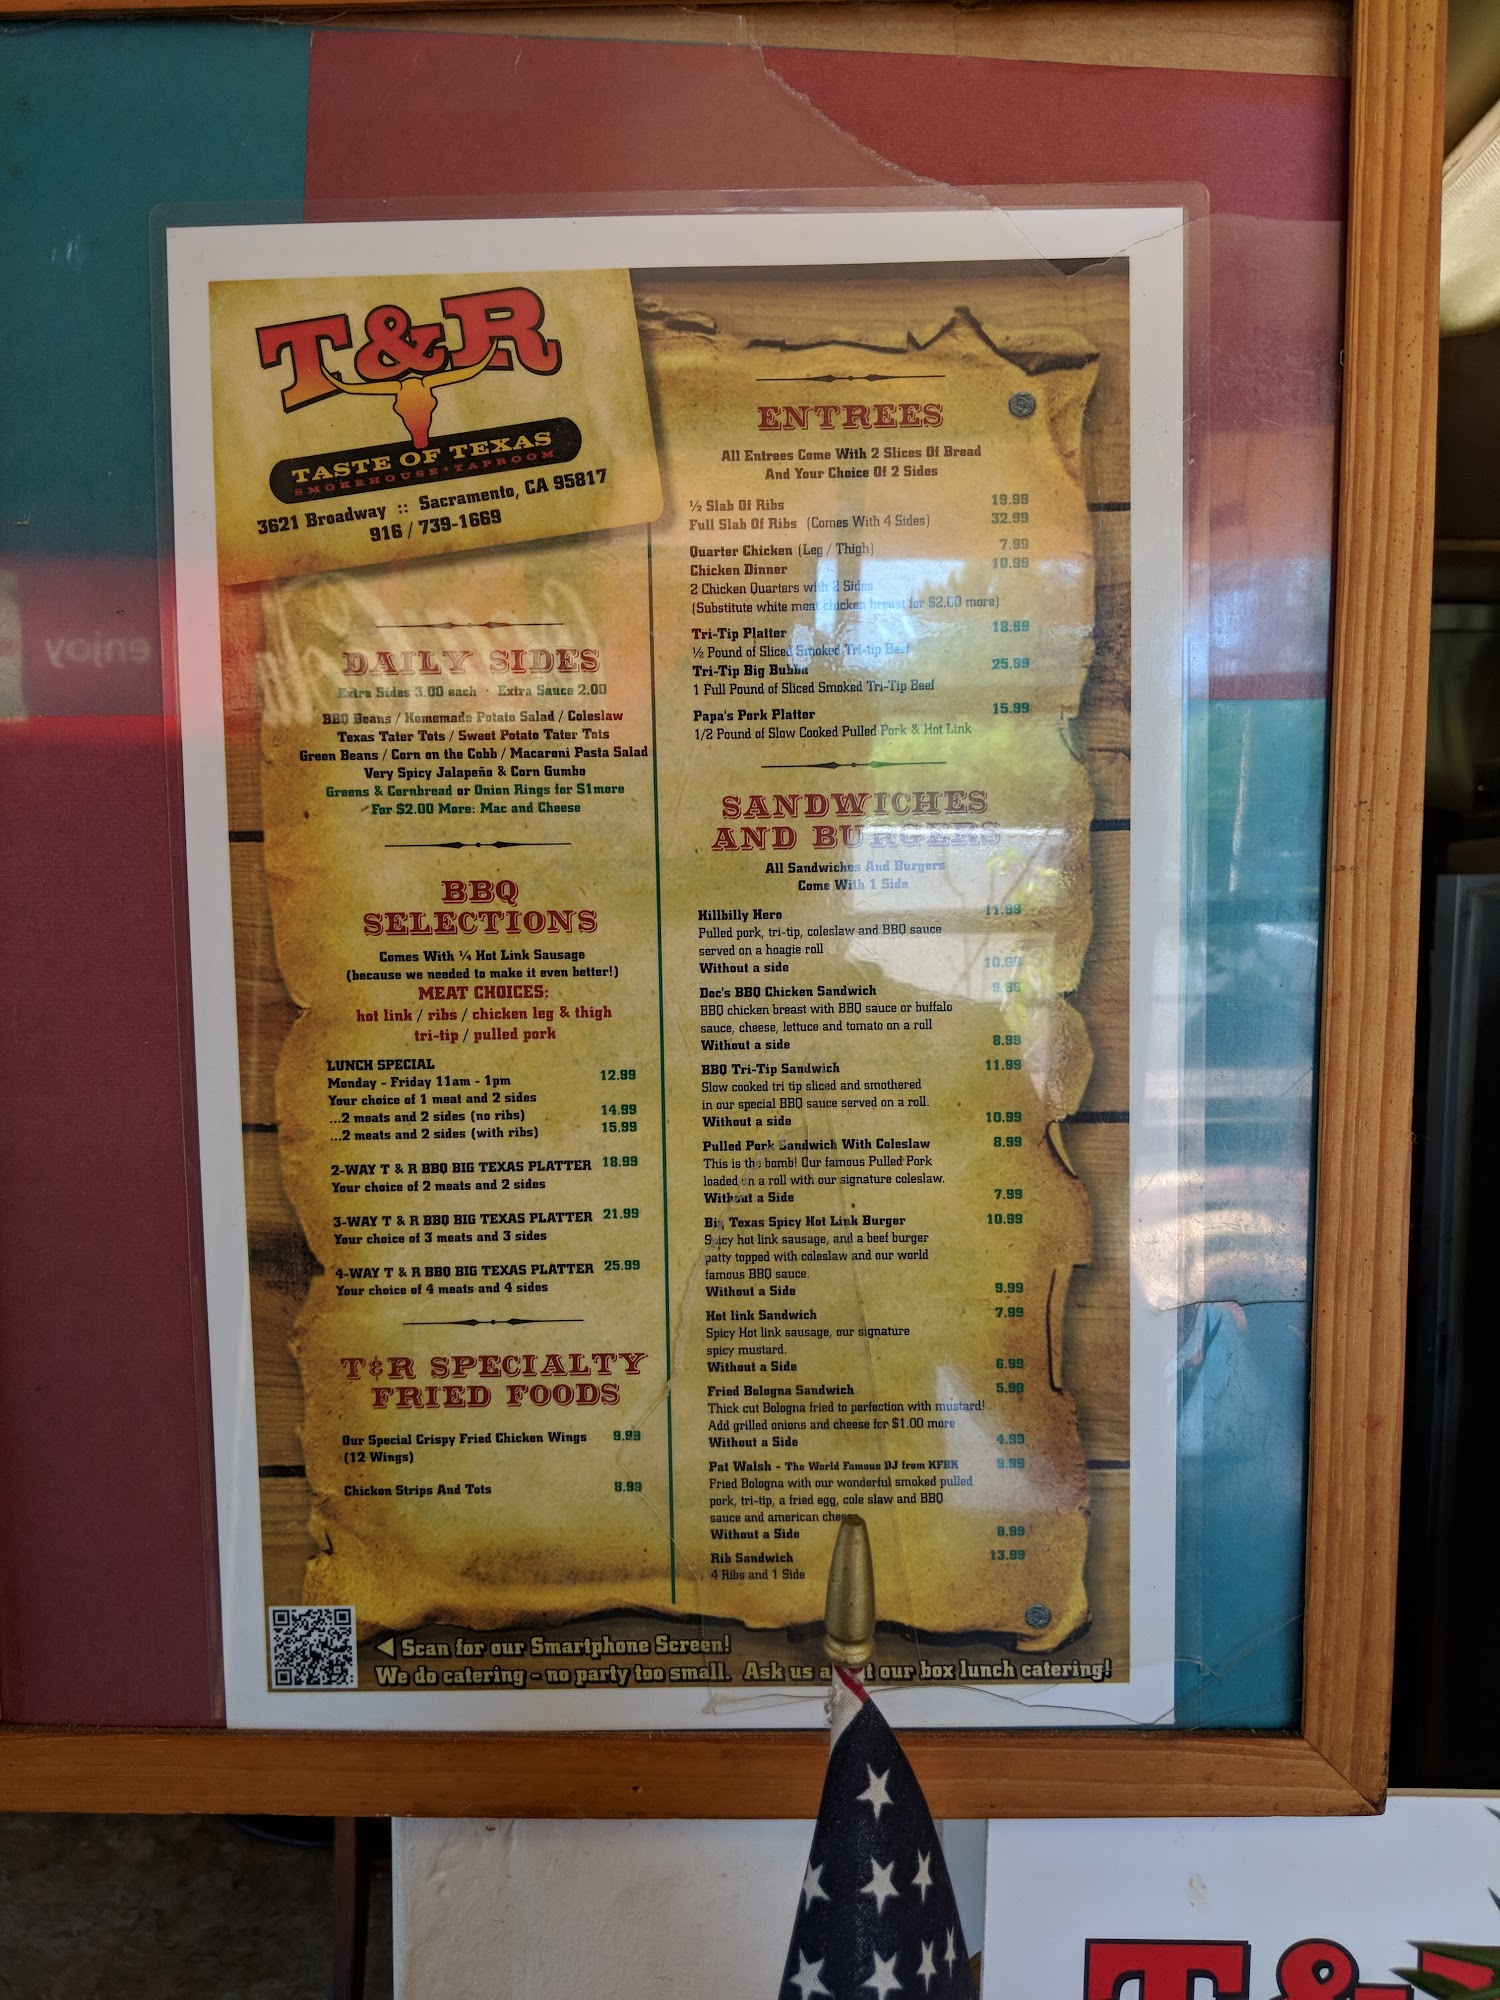 T&R
TASTE OF TEXAS
SMOKEHOUSE * TAPROOM
3621 Broadway :: Sacramento, CA 95817
916 / 739-1669
enjoy
DAILY SIDES
Extra Sides 3.00 each · Extra Sauce 2.00
BBQ Beans / Homemade Potato Salad / Coleslaw
Texas Tater Tots / Sweet Potato Tater Tots
Green Beans / Corn on the Cobb / Macaroni Pasta Salad
Very Spicy Jalapeño & Corn Gumbo
Greens & Cornbread or Onion Rings for $1more
For $2.00 More: Mac and Cheese
BBQ
SELECTIONS
Comes With ¼ Hot Link Sausage
(because we needed to make it even better!)
MEAT CHOICES:
hot link / ribs / chicken leg & thigh
tri-tip / pulled pork
LUNCH SPECIAL
Monday - Friday 11am - 1pm 12.99
Your choice of 1 meat and 2 sides
...2 meats and 2 sides (no ribs) 14.99
...2 meats and 2 sides (with ribs) 15.99
2-WAY T & R BBQ BIG TEXAS PLATTER 18.99
Your choice of 2 meats and 2 sides
3-WAY T & R BBQ BIG TEXAS PLATTER 21.99
Your choice of 3 meats and 3 sides
4-WAY T & R BBQ BIG TEXAS PLATTER 25.99
Your choice of 4 meats and 4 sides
T&R SPECIALTY
FRIED FOODS
Our Special Crispy Fried Chicken Wings 9.99
(12 Wings)
Chicken Strips And Tots 8.99
ENTREES
All Entrees Come With 2 Slices Of Bread
And Your Choice Of 2 Sides
½ Slab Of Ribs 19.99
Full Slab Of Ribs (Comes With 4 Sides) 32.99
Quarter Chicken (Leg / Thigh) 7.99
Chicken Dinner 10.99
2 Chicken Quarters with 2 Sides
(Substitute white meat chicken breast for $2.00 more)
Tri-Tip Platter 18.99
½ Pound of Sliced Smoked Tri-tip Beef
Tri-Tip Big Bubba 25.99
1 Full Pound of Sliced Smoked Tri-Tip Beef
Papa's Pork Platter 15.99
1/2 Pound of Slow Cooked Pulled Pork & Hot Link
SANDWICHES
AND BURGERS
All Sandwiches And Burgers
Come With 1 Side
Hillbilly Hero 11.99
Pulled pork, tri-tip, coleslaw and BBQ sauce
served on a hoagie roll
Without a side 10.99
Doc's BBQ Chicken Sandwich 9.99
BBQ chicken breast with BBQ sauce or buffalo
sauce, cheese, lettuce and tomato on a roll
Without a side 8.99
BBQ Tri-Tip Sandwich 11.99
Slow cooked tri tip sliced and smothered
in our special BBQ sauce served on a roll.
Without a side 10.99
Pulled Pork Sandwich With Coleslaw 8.99
This is the bomb! Our famous Pulled Pork
loaded on a roll with our signature coleslaw.
Without a Side 7.99
Big Texas Spicy Hot Link Burger 10.99
Spicy hot link sausage, and a beef burger
patty topped with coleslaw and our world
famous BBQ sauce.
Without a Side 9.99
Hot link Sandwich 7.99
Spicy Hot link sausage, our signature
spicy mustard.
Without a Side 6.99
Fried Bologna Sandwich 5.99
Thick cut Bologna fried to perfection with mustard!
Add grilled onions and cheese for $1.00 more
Without a Side 4.99
Pat Walsh - The World Famous DJ from KFBK 9.99
Fried Bologna with our wonderful smoked pulled
pork, tri-tip, a fried egg, cole slaw and BBQ
sauce and american cheese
Without a Side 8.99
Rib Sandwich 13.99
4 Ribs and 1 Side
Scan for our Smartphone Screen!
We do catering - no party too small. Ask us about our box lunch catering!
T&